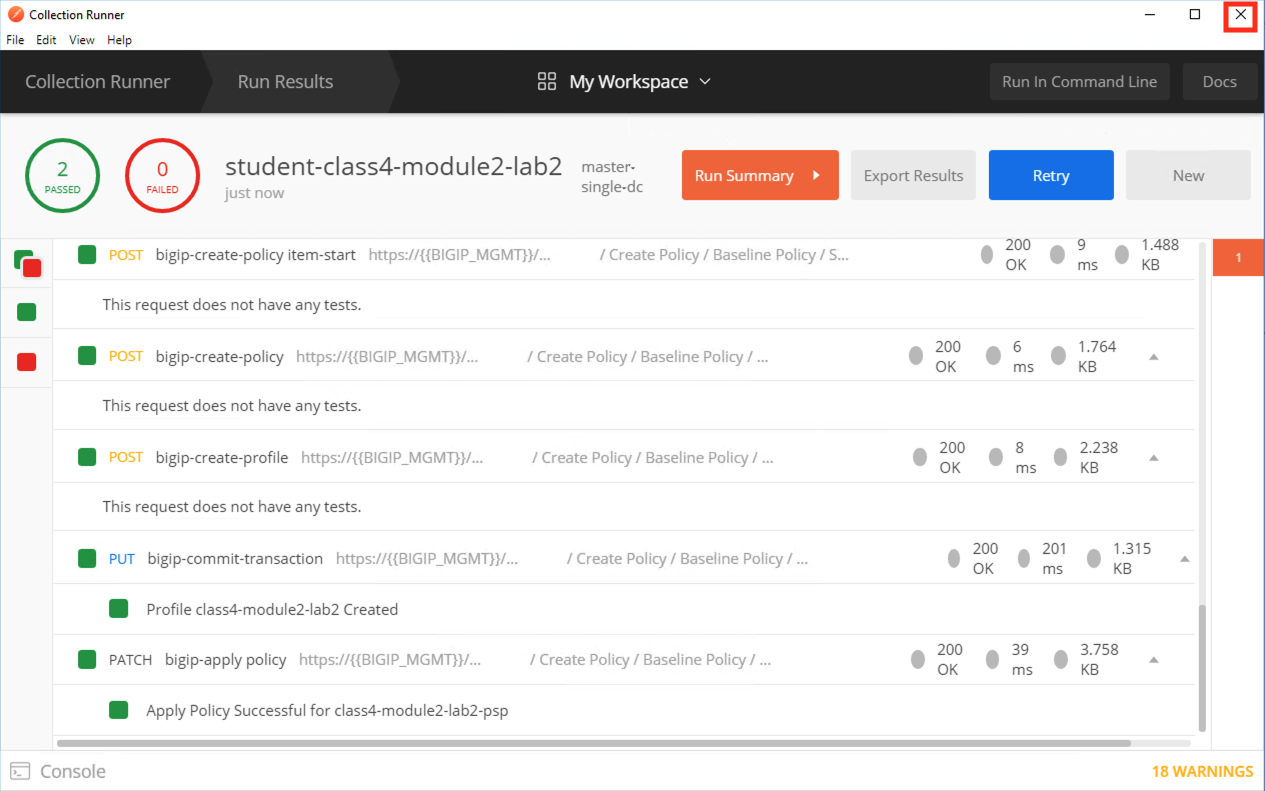 Collection Runner
File Edit View Help
Collection Runner Run Results My Workspace Run In Command Line Docs
2 PASSED
0 FAILED
student-class4-module2-lab2
just now
master-
single-dc
Run Summary Export Results Retry New
1
POST bigip-create-policy item-start https://{{BIGIP_MGMT}}/... / Create Policy / Baseline Policy / S... 200 OK 9 ms 1.488 KB
This request does not have any tests.
POST bigip-create-policy https://{{BIGIP_MGMT}}/... / Create Policy / Baseline Policy / ... 200 OK 6 ms 1.764 KB
This request does not have any tests.
POST bigip-create-profile https://{{BIGIP_MGMT}}/... / Create Policy / Baseline Policy / ... 200 OK 8 ms 2.238 KB
This request does not have any tests.
PUT bigip-commit-transaction https://{{BIGIP_MGMT}}/... / Create Policy / Baseline Policy / ... 200 OK 201 ms 1.315 KB
Profile class4-module2-lab2 Created
PATCH bigip-apply policy https://{{BIGIP_MGMT}}/... / Create Policy / Baseline Policy / ... 200 OK 39 ms 3.758 KB
Apply Policy Successful for class4-module2-lab2-psp
Console 18 WARNINGS